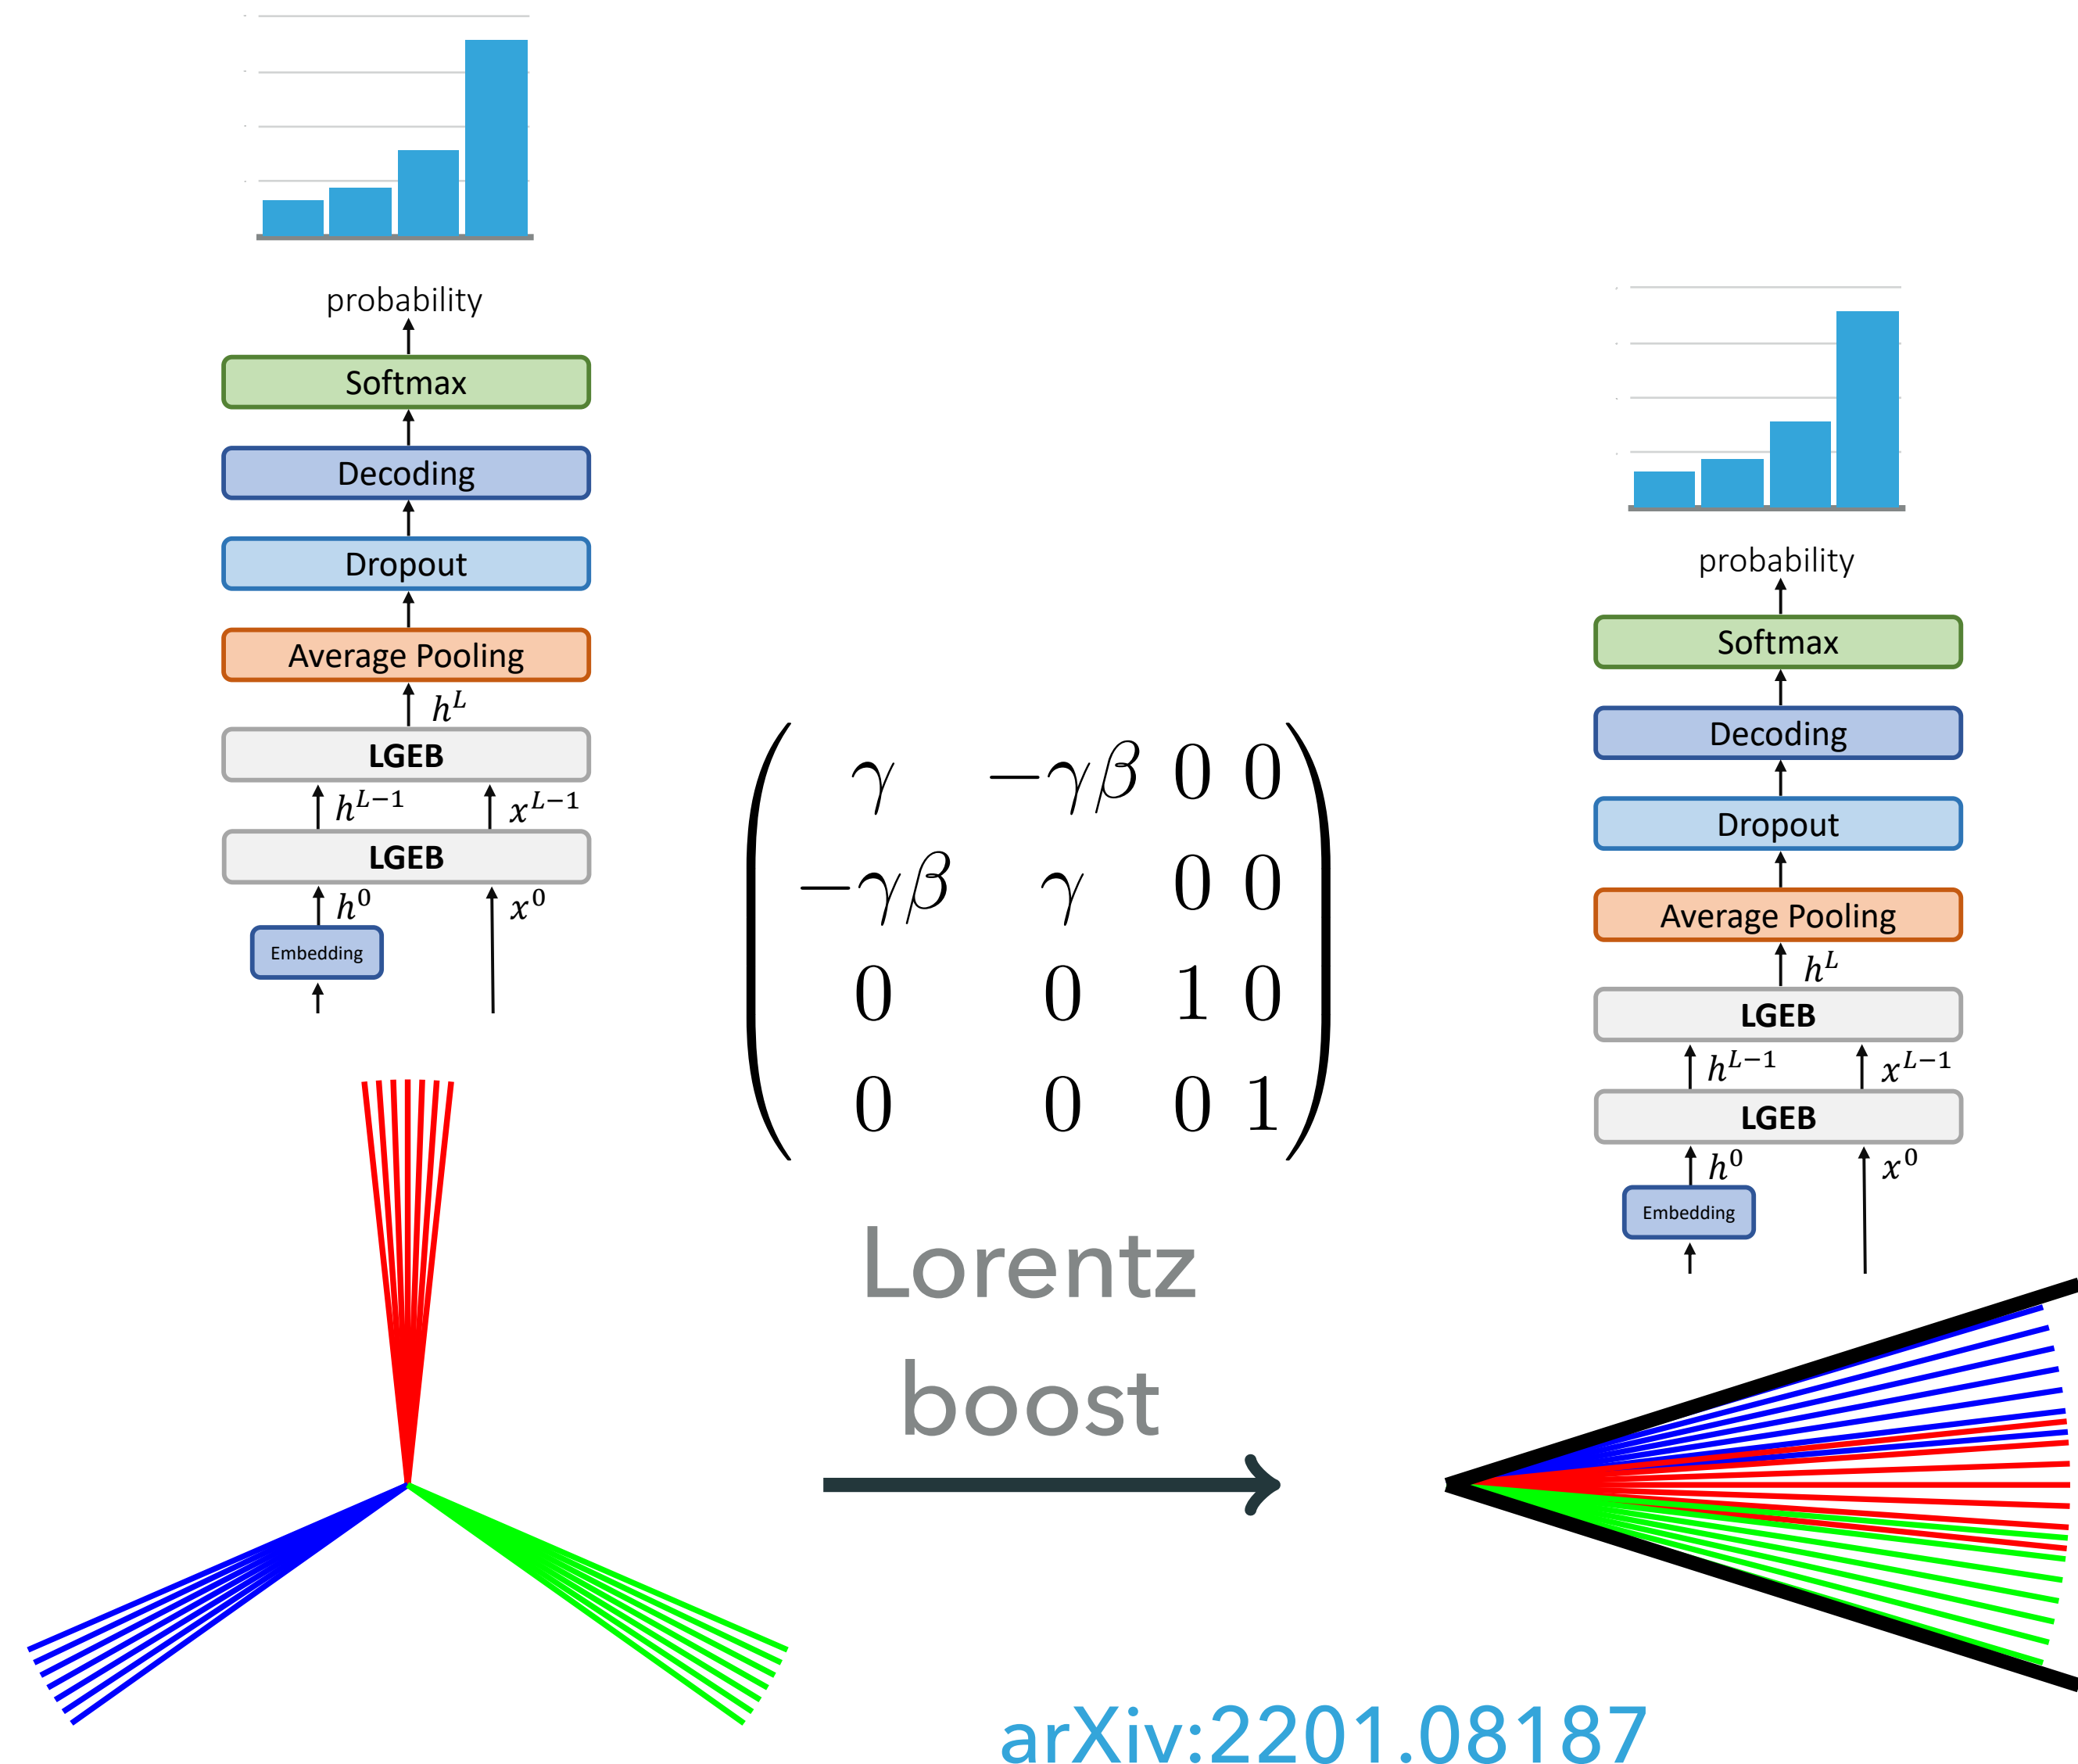 probability
Softmax
Decoding
Dropout
Average Pooling
h^L
LGEB
h^{L−1} x^{L−1}
LGEB
h^0 x^0
Embedding
γ −γβ 0 0
−γβ γ 0 0
0 0 1 0
0 0 0 1
Lorentz
boost
probability
Softmax
Decoding
Dropout
Average Pooling
h^L
LGEB
h^{L−1} x^{L−1}
LGEB
h^0 x^0
Embedding
arXiv:2201.08187